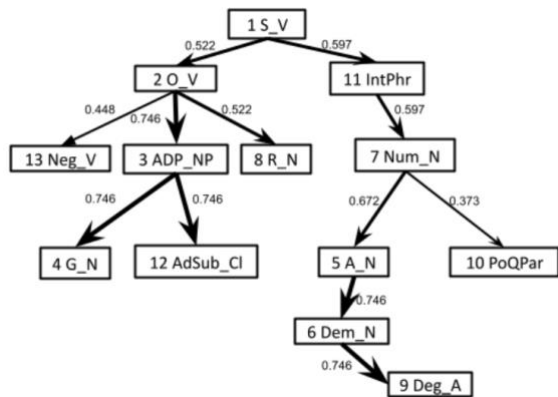 1 S_V
0.522
0.597
2 O_V
11 IntPhr
0.448
0.746
0.522
0.597
13 Neg_V
3 ADP_NP
8 R_N
7 Num_N
0.746
0.746
0.672
0.373
4 G_N
12 AdSub_Cl
5 A_N
10 PoQPar
0.746
6 Dem_N
0.746
9 Deg_A